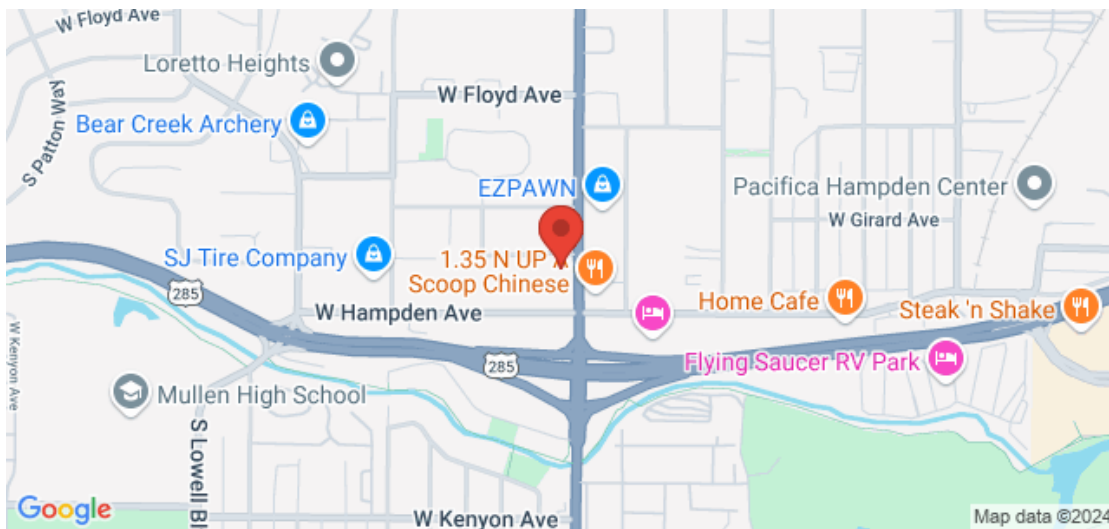 W Floyd Ave
Loretto Heights
W Floyd Ave
S Patton Way
Bear Creek Archery
EZPAWN
Pacifica Hampden Center
W Girard Ave
SJ Tire Company
1.35 N UP A
Scoop Chinese
285
W Hampden Ave
Home Cafe
Steak 'n Shake
W Kenyon Ave
285
Flying Saucer RV Park
Mullen High School
S Lowell Bl
Google
W Kenyon Ave
Map data ©2024